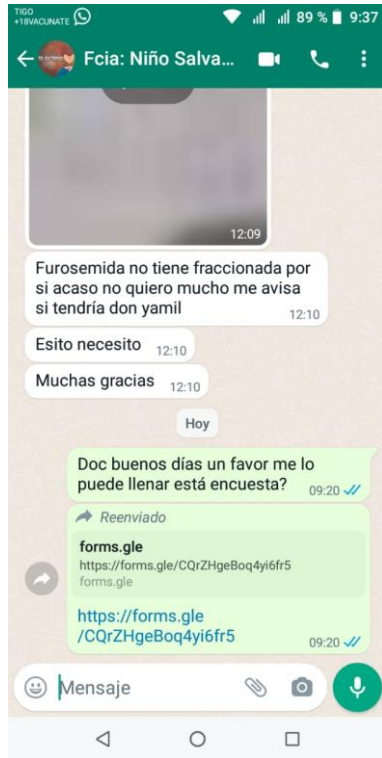 TIGO
+18VACUNATE
89 % 9:37
Fcia: Niño Salva...
12:09
Furosemida no tiene fraccionada por
si acaso no quiero mucho me avisa
si tendría don yamil
12:10
Esito necesito 12:10
Muchas gracias 12:10
Hoy
Doc buenos días un favor me lo
puede llenar está encuesta? 09:20
Reenviado
forms.gle
https://forms.gle/CQrZHgeBoq4yi6fr5
forms.gle
https://forms.gle
/CQrZHgeBoq4yi6fr5
09:20
Mensaje